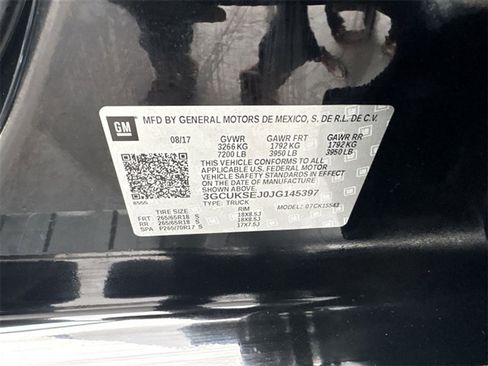 GM MFD BY GENERAL MOTORS DE MEXICO, S. DE R.L. DE C.V.
08/17 GVWR GAWR FRT GAWR RR
3266 KG 1792 KG 1792 KG
7200 LB 3950 LB 3950 LB
THIS VEHICLE CONFORMS TO ALL
APPLICABLE U.S. FEDERAL MOTOR
VEHICLE SAFETY STANDARDS IN EFFECT
ON THE DATE OF MANUFACTURE
3GCUKSEJ0JG145397
TYPE: TRUCK MODEL: 07CK15543
TIRE SIZE RIM
FRT 265/65R18 S 18X8.5J
RR 265/65R18 S 18X8.5J
SPA P265/70R17 S 17X7.5J